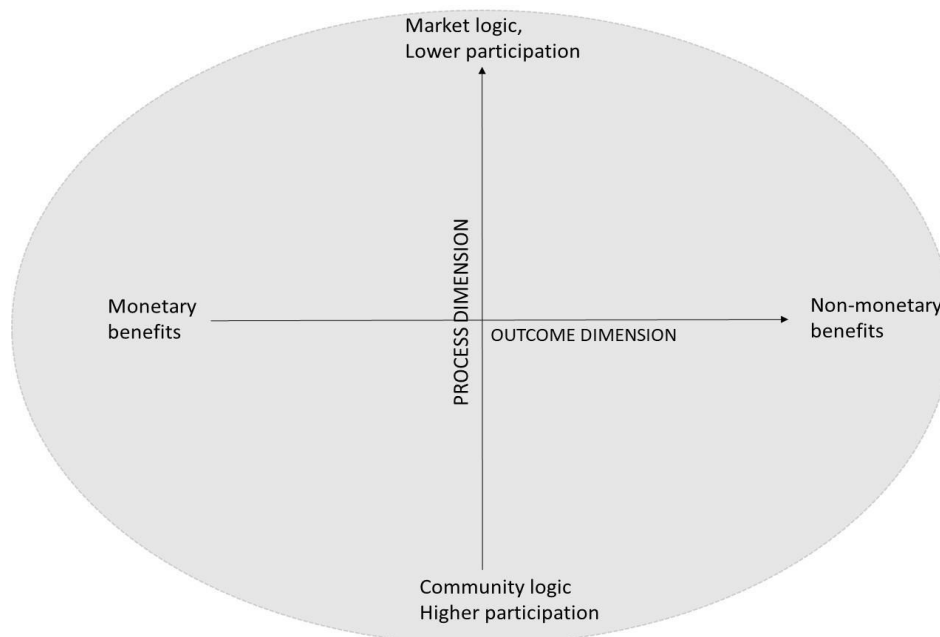 Market logic,
Lower participation
PROCESS DIMENSION
Monetary
benefits
Non-monetary
benefits
OUTCOME DIMENSION
Community logic
Higher participation